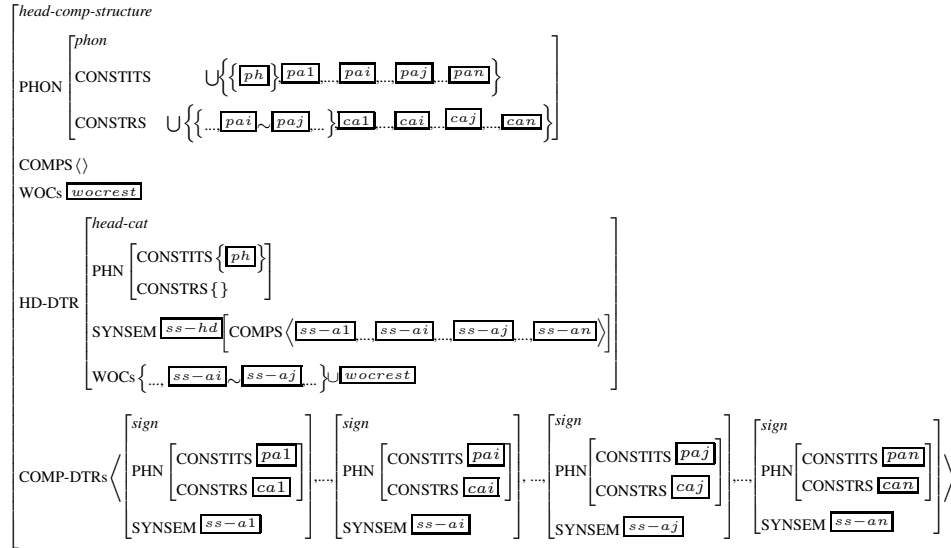 head-comp-structure
phon
CONSTITS ∪{{ph},pa1,...,pai,...,paj,...pan}
PHON
CONSTRS ∪{{...,pai~paj,...},ca1,...,cai,...,caj,...,can}
COMPS⟨⟩
WOCs wocrest
head-cat
CONSTITS{ph}
PHN
CONSTRS{}
HD-DTR
SYNSEM ss-hd[COMPS⟨ss-a1,...,ss-ai,...,ss-aj,...,ss-an⟩]
WOCs{..., ss-ai~ss-aj,...}∪wocrest
sign sign sign sign
CONSTITS pa1 CONSTITS pai CONSTITS paj CONSTITS pan
COMP-DTRs⟨ PHN ,..., PHN , ..., PHN ,..., PHN ⟩
CONSTRS ca1 CONSTRS cai CONSTRS caj CONSTRS can
SYNSEM ss-a1 SYNSEM ss-ai SYNSEM ss-aj SYNSEM ss-an